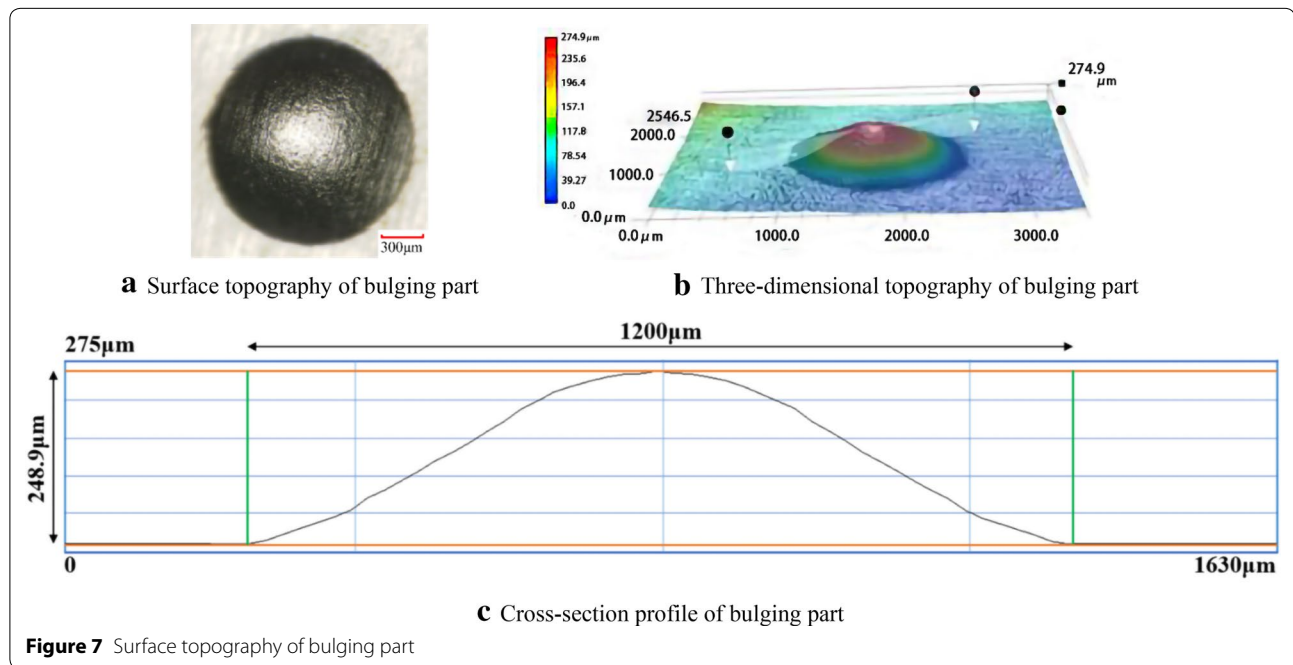 300μm
a Surface topography of bulging part
274.9μm
235.6
196.4
157.1
117.8
78.54
39.27
0.0
274.9
μm
2546.5
2000.0
1000.0
0.0μm
0.0μm
1000.0
2000.0
3000.0
b Three-dimensional topography of bulging part
275μm
1200μm
248.9μm
0
1630μm
c Cross-section profile of bulging part
Figure 7 Surface topography of bulging part